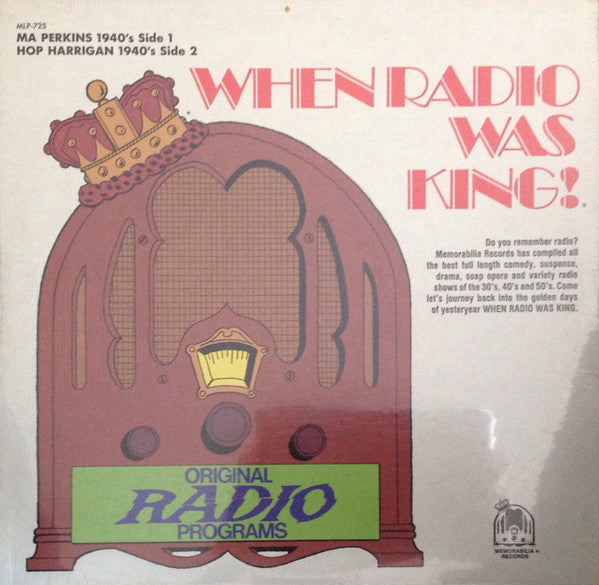 MLP-725
MA PERKINS 1940's Side 1
HOP HARRIGAN 1940's Side 2
WHEN RADIO
WAS
KING!
Do you remember radio?
Memorabilia Records has compiled all
the best full length comedy, suspense,
drama, soap opera and variety radio
shows of the 30's, 40's and 50's. Come
let's journey back into the golden days
of yesteryear WHEN RADIO WAS KING.
ORIGINAL
RADIO
PROGRAMS
MEMORABILIA
RECORDS